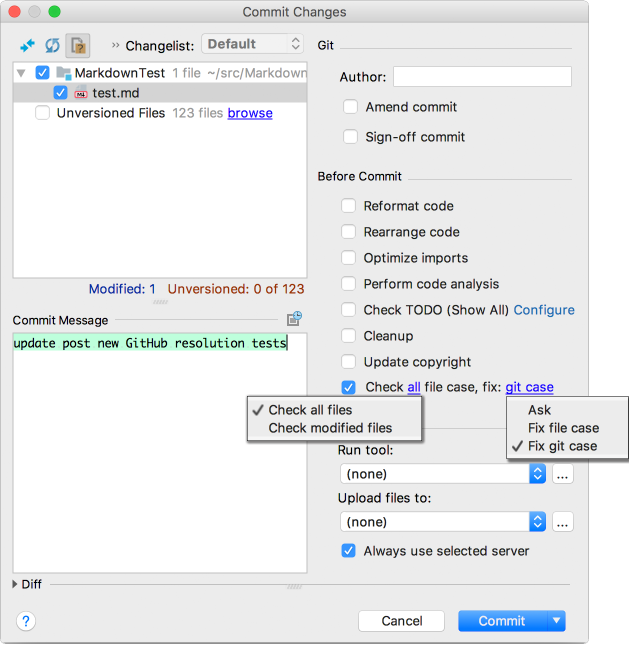 Commit Changes
Changelist: Default
MarkdownTest 1 file ~/src/Markdown
test.md
Unversioned Files 123 files browse
Modified: 1 Unversioned: 0 of 123
Commit Message
update post new GitHub resolution tests
Git
Author:
Amend commit
Sign-off commit
Before Commit
Reformat code
Rearrange code
Optimize imports
Perform code analysis
Check TODO (Show All) Configure
Cleanup
Update copyright
Check all file case, fix: git case
Check all files
Check modified files
Ask
Fix file case
Fix git case
Run tool:
(none)
...
Upload files to:
(none)
...
Always use selected server
Diff
?
Cancel
Commit